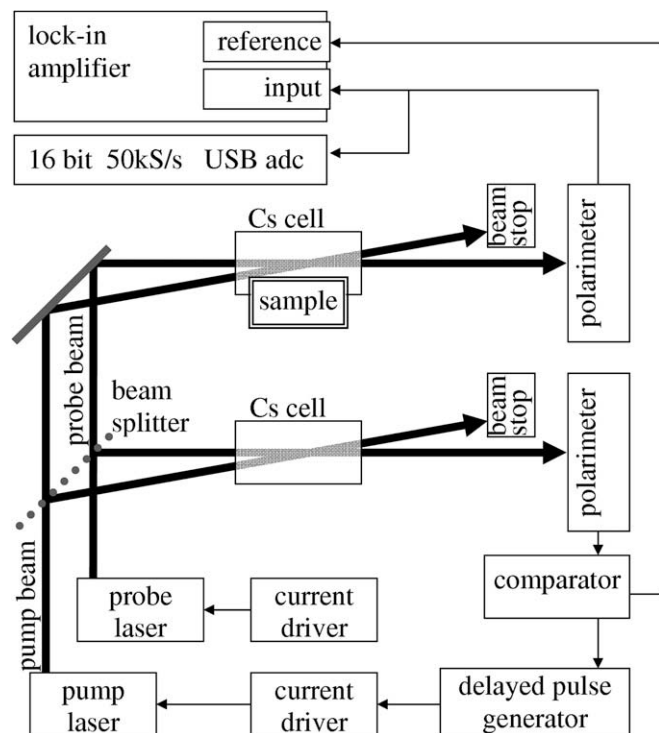 lock-in
amplifier
reference
input
16 bit 50kS/s USB adc
Cs cell
beam
stop
polarimeter
sample
probe beam
beam
splitter
Cs cell
beam
stop
polarimeter
pump beam
probe
laser
current
driver
comparator
pump
laser
current
driver
delayed pulse
generator